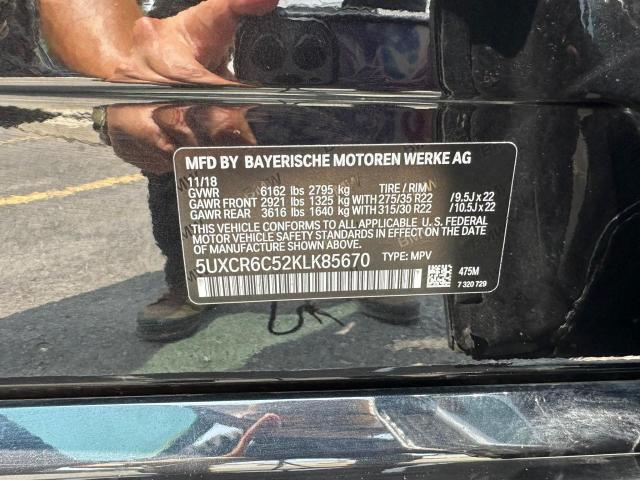 MFD BY BAYERISCHE MOTOREN WERKE AG
11/18
GVWR 6162 lbs 2795 kg TIRE / RIM
GAWR FRONT 2921 lbs 1325 kg WITH 275/35 R22 / 9.5J x 22
GAWR REAR 3616 lbs 1640 kg WITH 315/30 R22 / 10.5J x 22
THIS VEHICLE CONFORMS TO ALL APPLICABLE U. S. FEDERAL
MOTOR VEHICLE SAFETY STANDARDS IN EFFECT ON THE DATE
OF MANUFACTURE SHOWN ABOVE.
5UXCR6C52KLK85670 TYPE: MPV
475M
7 320 729